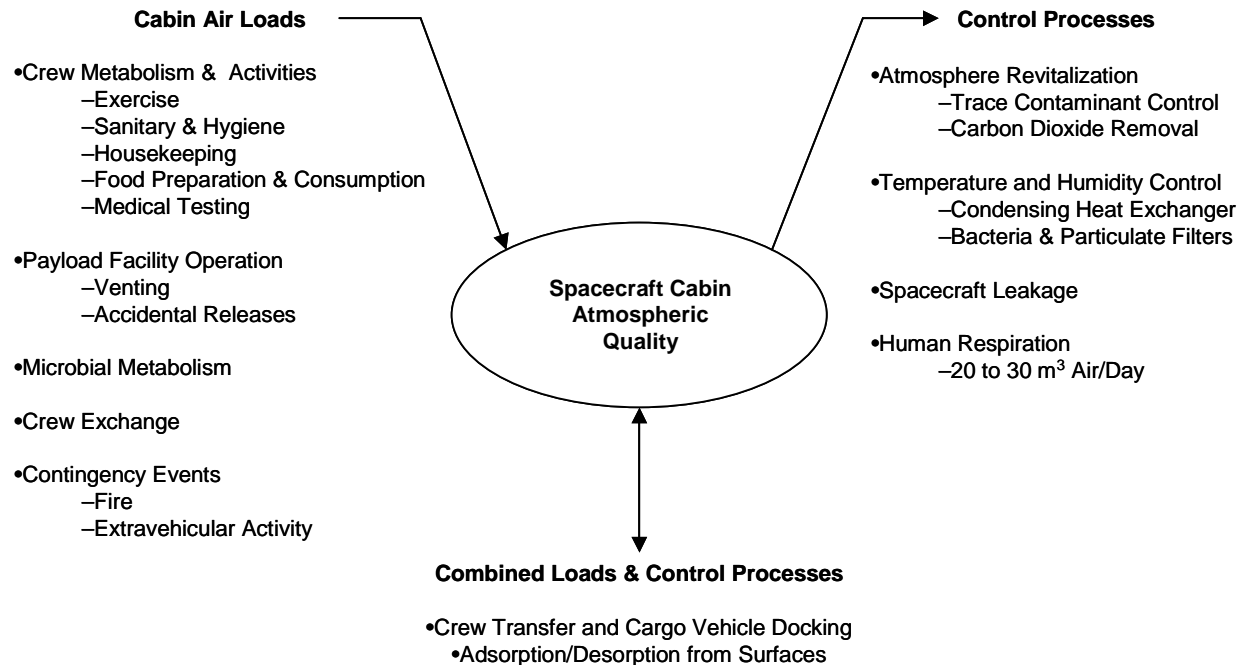 Cabin Air Loads
•Crew Metabolism & Activities
–Exercise
–Sanitary & Hygiene
–Housekeeping
–Food Preparation & Consumption
–Medical Testing
•Payload Facility Operation
–Venting
–Accidental Releases
•Microbial Metabolism
•Crew Exchange
•Contingency Events
–Fire
–Extravehicular Activity
Spacecraft Cabin
Atmospheric
Quality
Control Processes
•Atmosphere Revitalization
–Trace Contaminant Control
–Carbon Dioxide Removal
•Temperature and Humidity Control
–Condensing Heat Exchanger
–Bacteria & Particulate Filters
•Spacecraft Leakage
•Human Respiration
–20 to 30 m³ Air/Day
Combined Loads & Control Processes
•Crew Transfer and Cargo Vehicle Docking
•Adsorption/Desorption from Surfaces